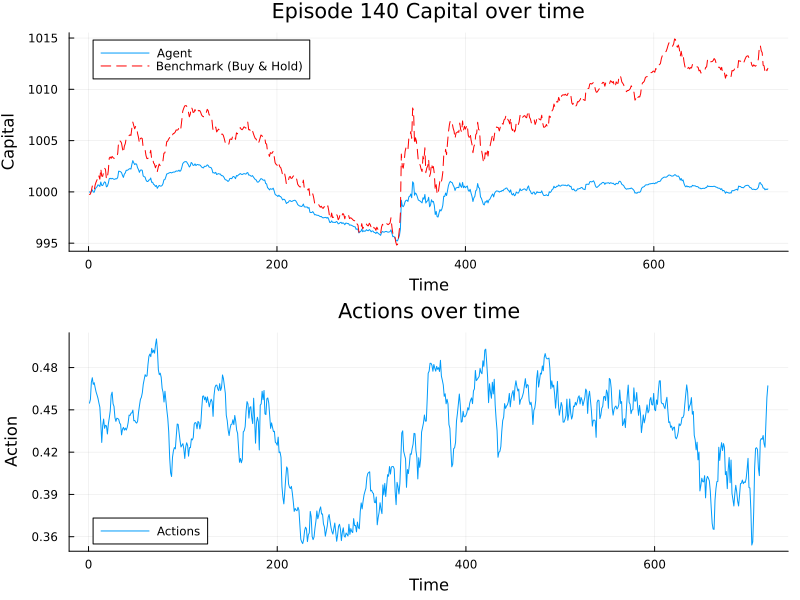 Episode 140 Capital over time
Capital
1015
1010
1005
1000
995
Agent
Benchmark (Buy & Hold)
0
200
400
600
Time
Actions over time
Action
0.48
0.45
0.42
0.39
0.36
Actions
0
200
400
600
Time